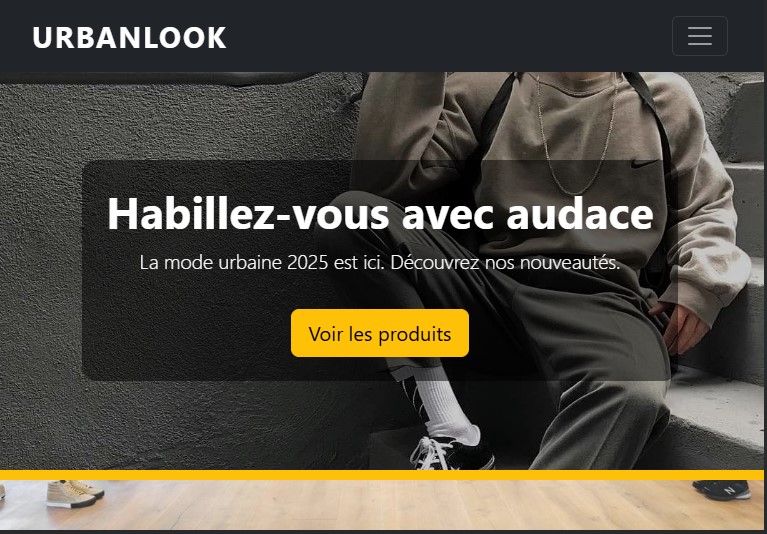 URBANLOOK
Habillez-vous avec audace
La mode urbaine 2025 est ici. Découvrez nos nouveautés.
Voir les produits
N